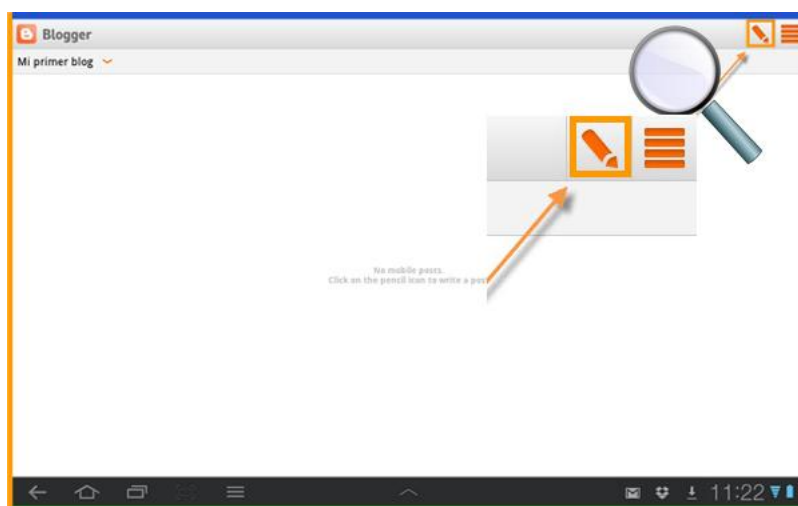 Blogger
Mi primer blog
No mobile posts.
Click on the pencil icon to write a post
11:22